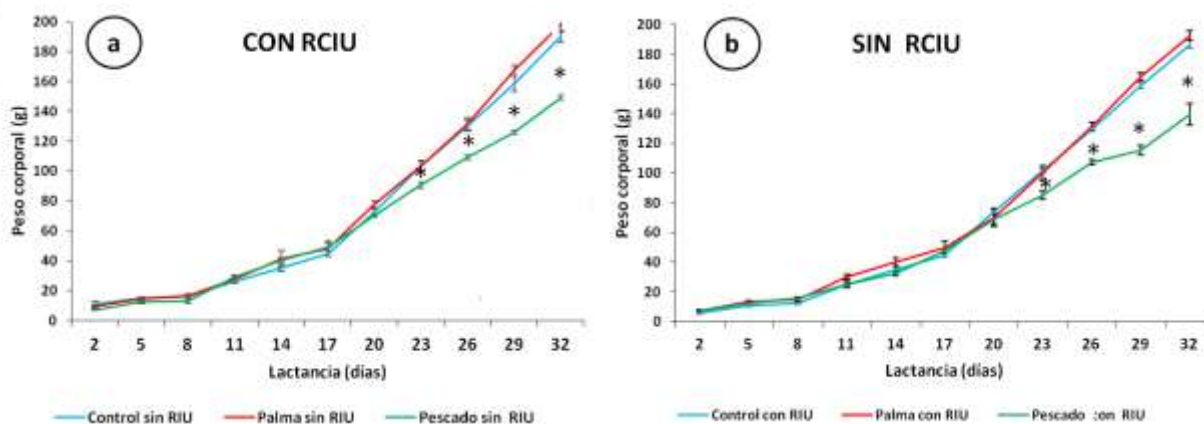 a
CON RCIU
Peso corporal (g)
200
180
160
140
120
100
80
60
40
20
0
*
*
*
*
2 5 8 11 14 17 20 23 26 29 32
Lactancia (días)
Control sin RIU Palma sin RIU Pescado sin RIU
b
SIN RCIU
Peso corporal (g)
200
180
160
140
120
100
80
60
40
20
0
*
*
*
*
2 5 8 11 14 17 20 23 26 29 32
Lactancia (días)
Control con RIU Palma con RIU Pescado :on RIU